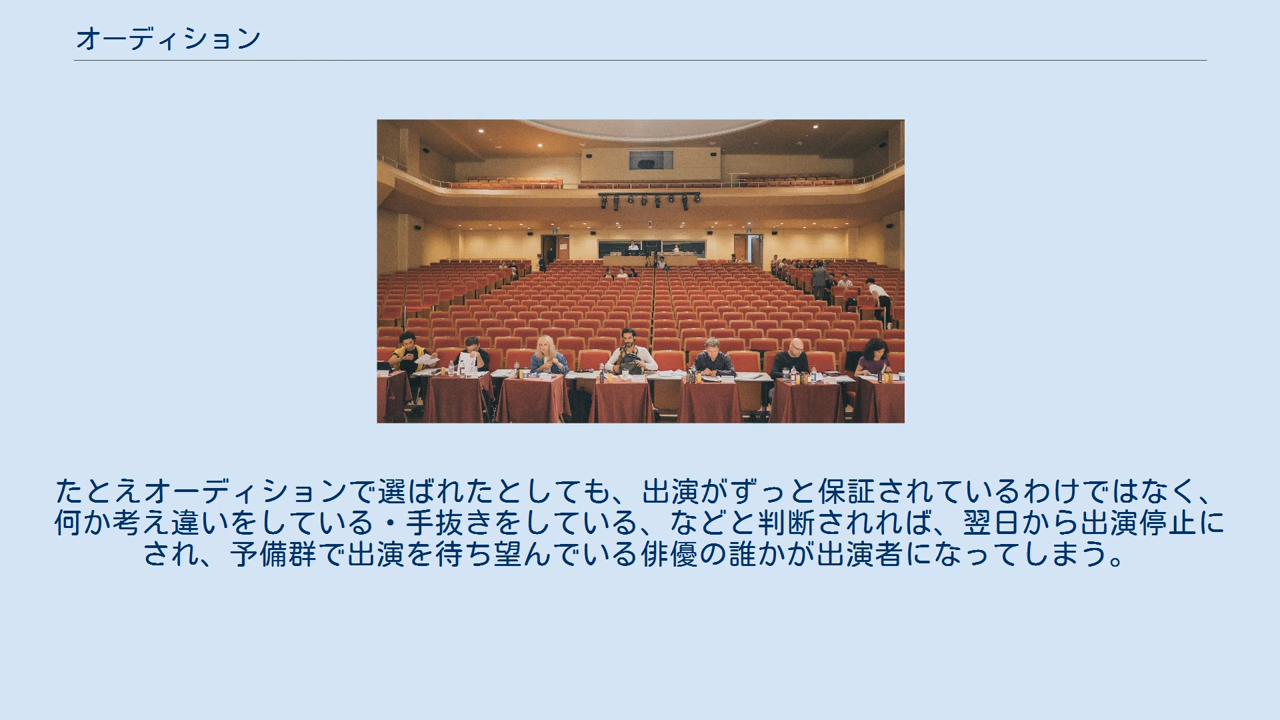 オーディション
たとえオーディションで選ばれたとしても、出演がずっと保証されているわけではなく、
何か考え違いをしている・手抜きをしている、などと判断されれば、翌日から出演停止に
され、予備群で出演を待ち望んでいる俳優の誰かが出演者になってしまう。